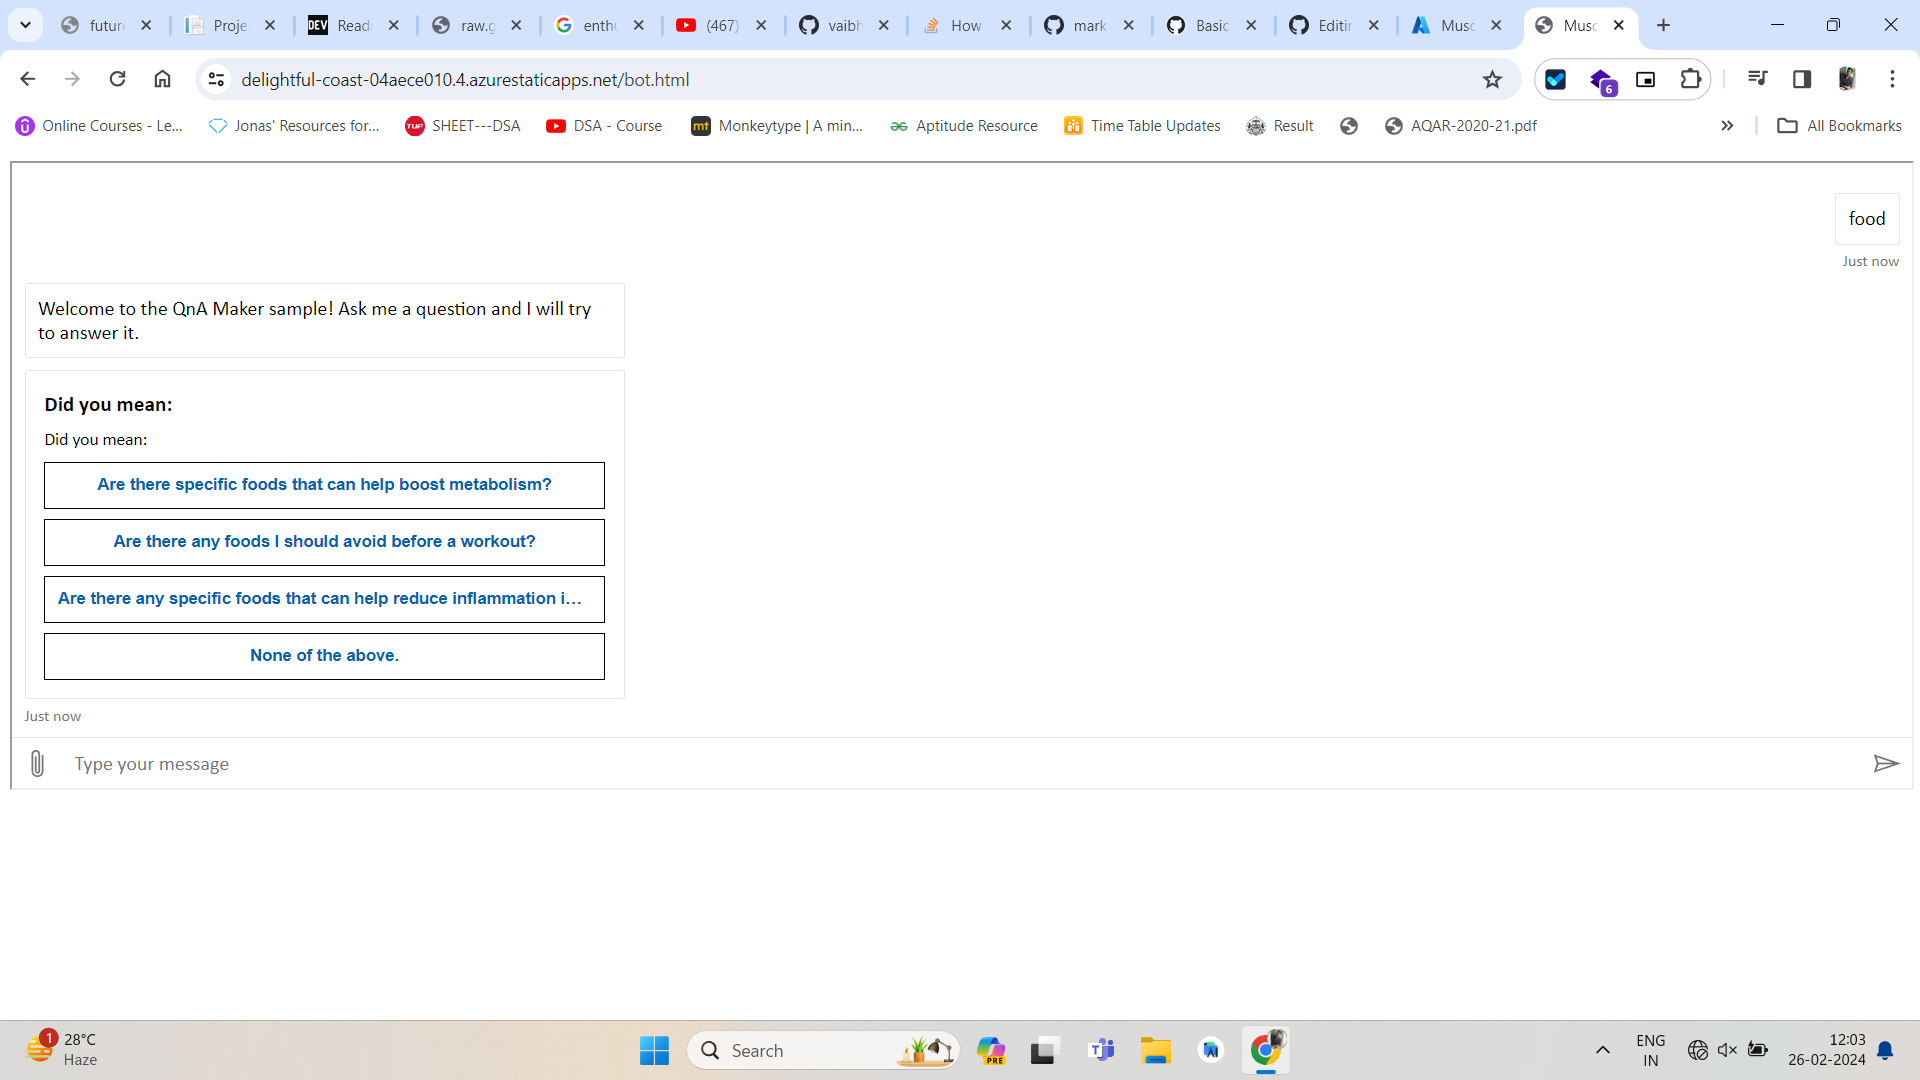 futur
Proje
DEV
Readi
raw.g
enthu
(467)
vaibh
How
mark
Basic
Editir
Musc
Musc
delightful-coast-04aece010.4.azurestaticapps.net/bot.html
6
Online Courses - Le...
Jonas' Resources for...
TUF
SHEET---DSA
DSA - Course
mt
Monkeytype | A min...
Aptitude Resource
Time Table Updates
Result
AQAR-2020-21.pdf
All Bookmarks
food
Just now
Welcome to the QnA Maker sample! Ask me a question and I will try
to answer it.
Did you mean:
Did you mean:
Are there specific foods that can help boost metabolism?
Are there any foods I should avoid before a workout?
Are there any specific foods that can help reduce inflammation i...
None of the above.
Just now
Type your message
1
28°C
Haze
Search
PRE
ENG
IN
12:03
26-02-2024